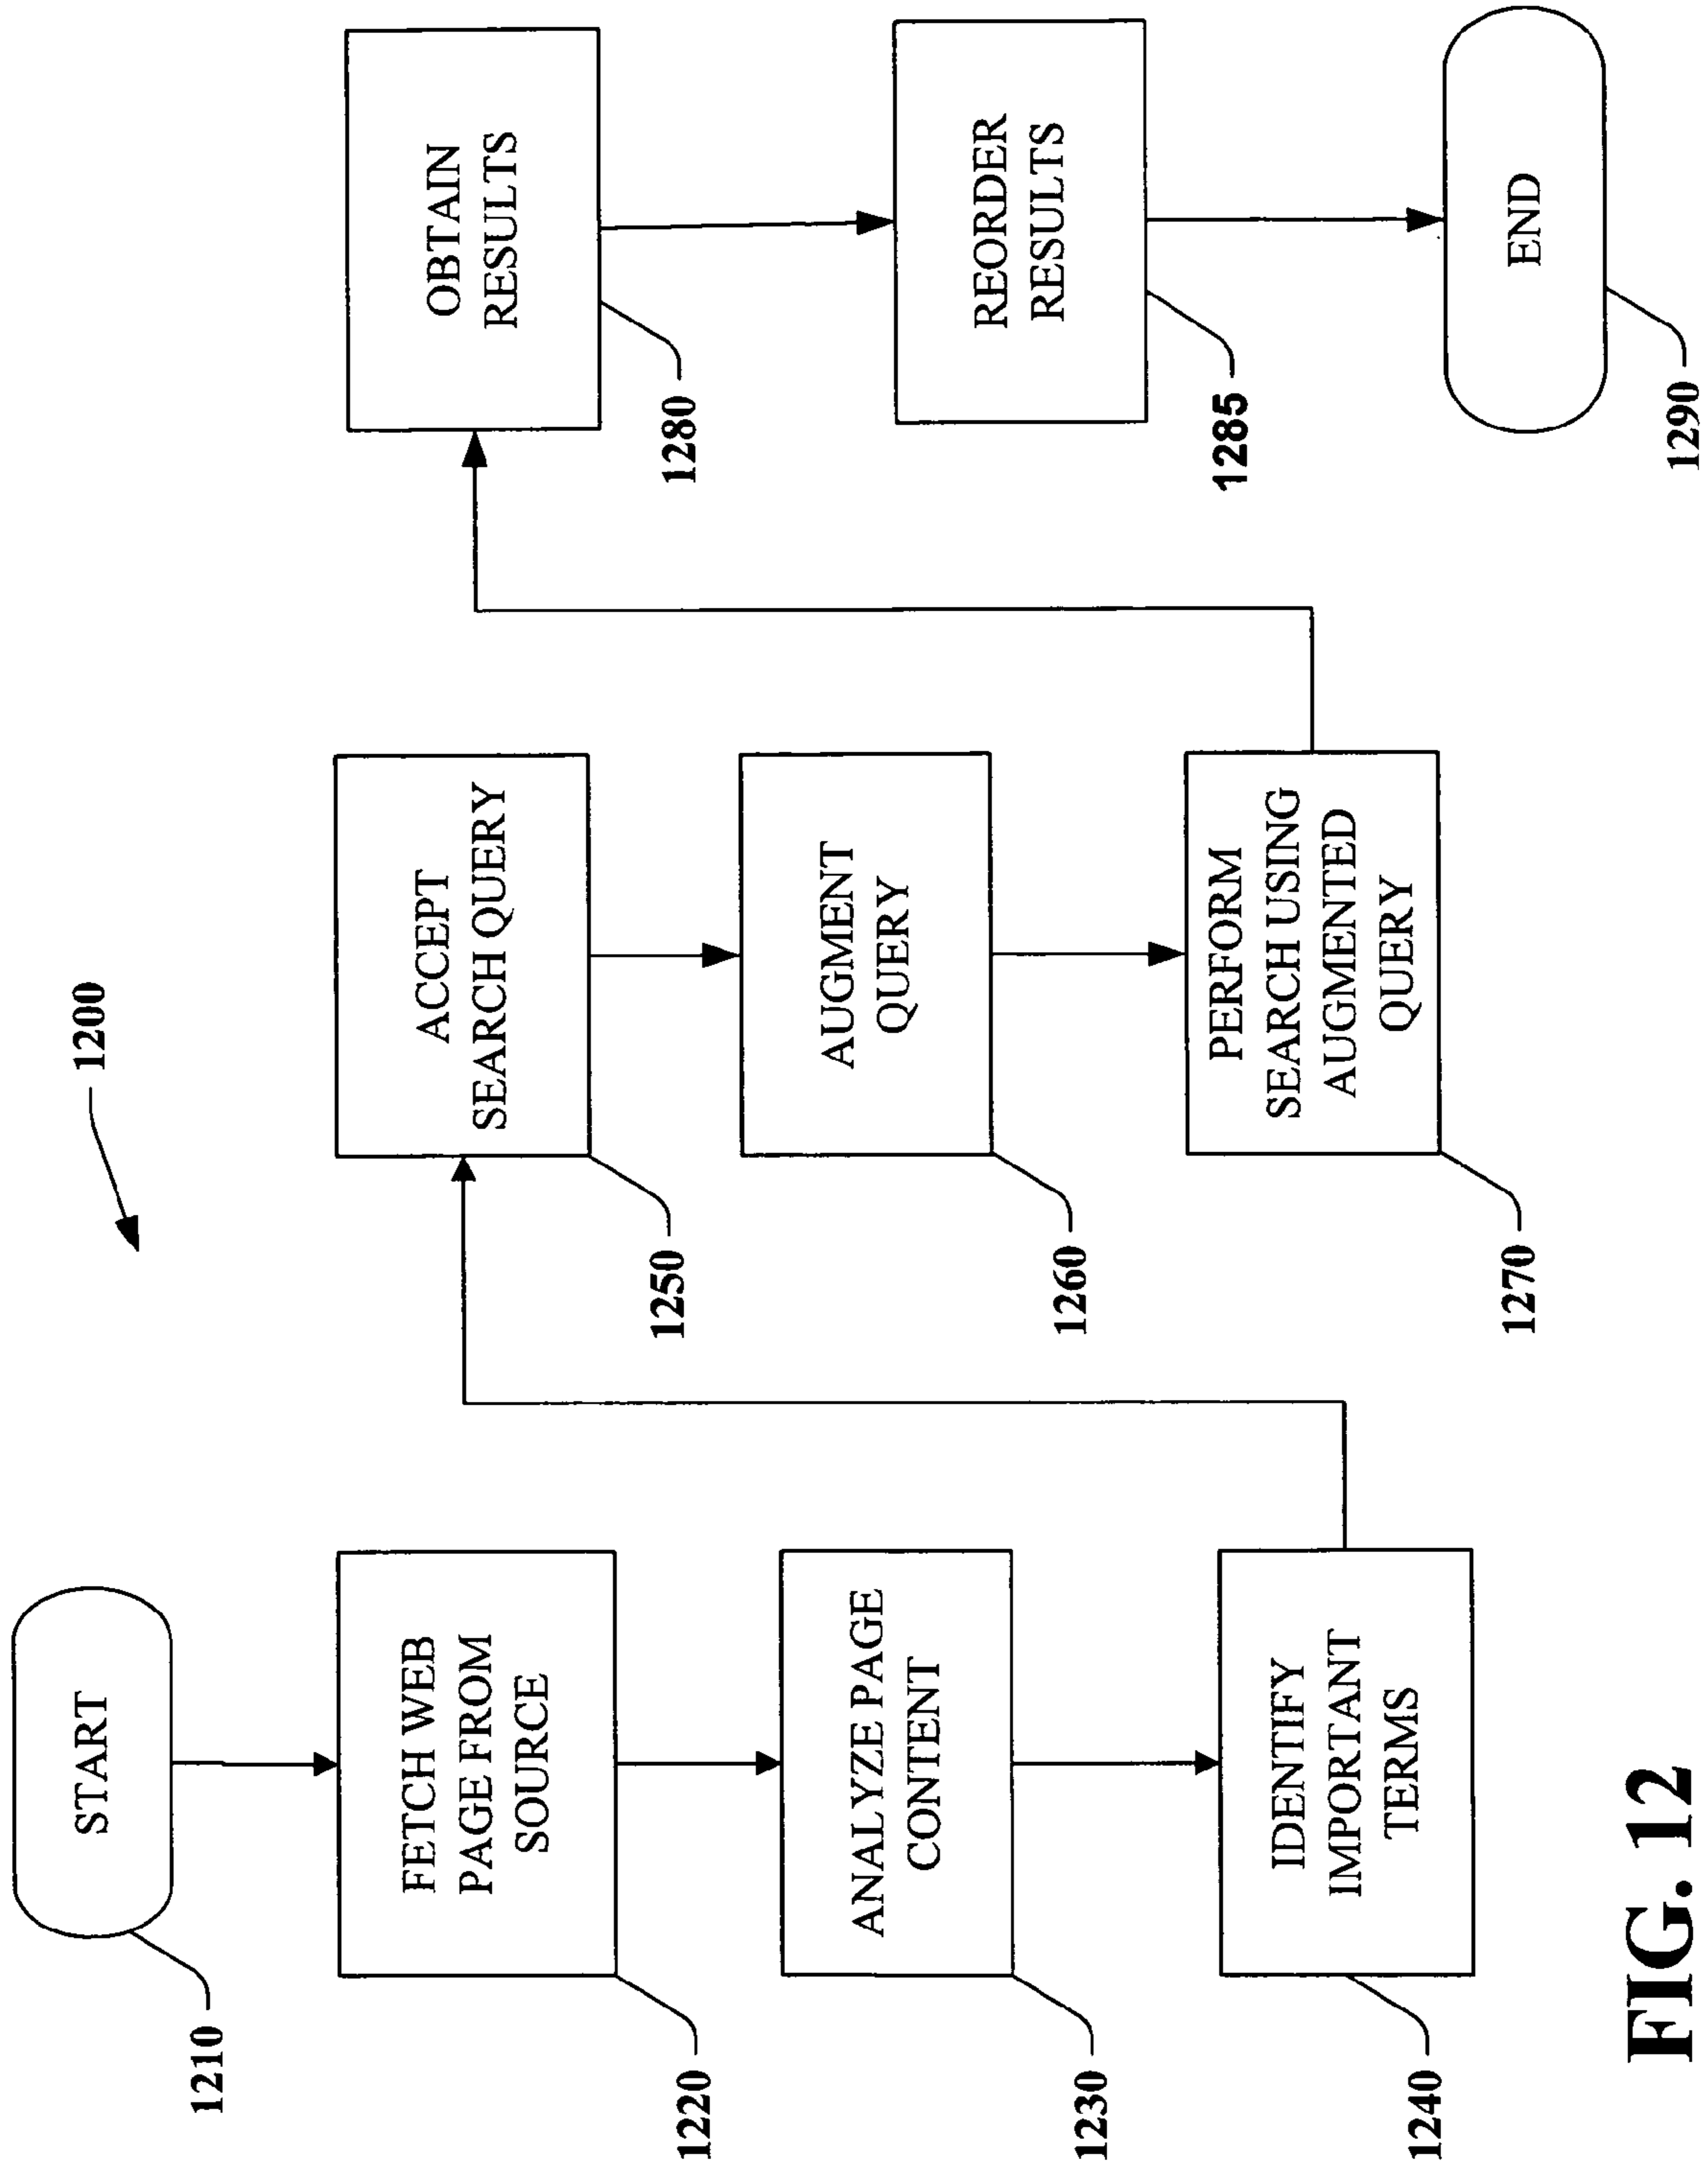 1200
START
1210
FETCH WEB
PAGE FROM
SOURCE
1220
ANALYZE PAGE
CONTENT
1230
IDENTIFY
IMPORTANT
TERMS
1240
ACCEPT
SEARCH QUERY
1250
AUGMENT
QUERY
1260
PERFORM
SEARCH USING
AUGMENTED
QUERY
1270
OBTAIN
RESULTS
1280
REORDER
RESULTS
1285
END
1290
FIG. 12